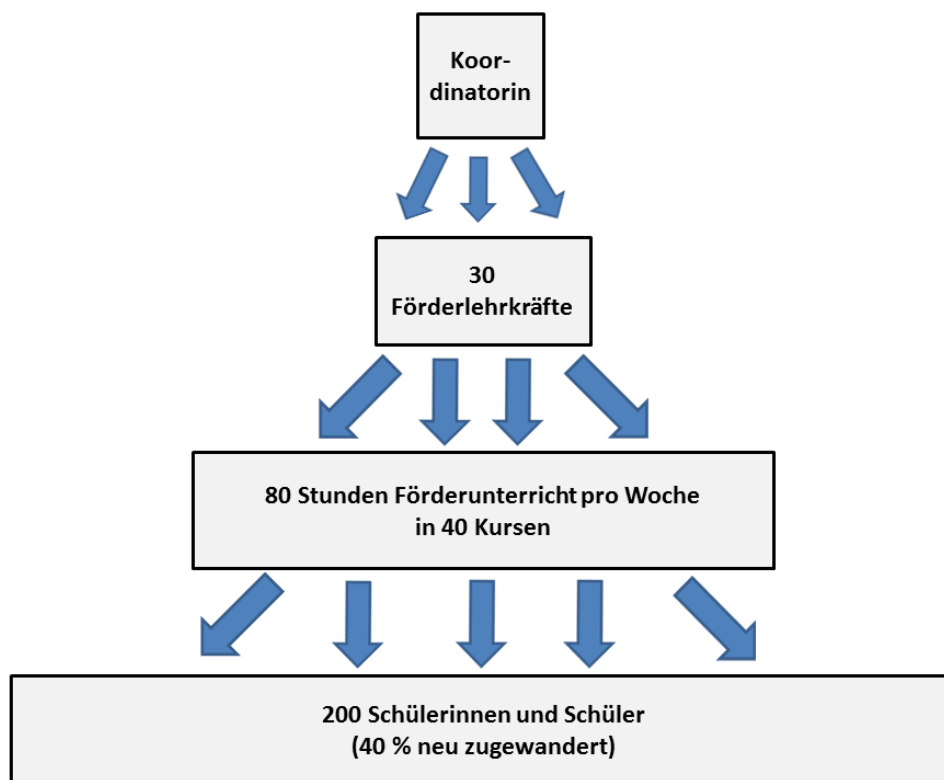 Koor-
dinatorin
30
Förderlehrkräfte
80 Stunden Förderunterricht pro Woche
in 40 Kursen
200 Schülerinnen und Schüler
(40 % neu zugewandert)